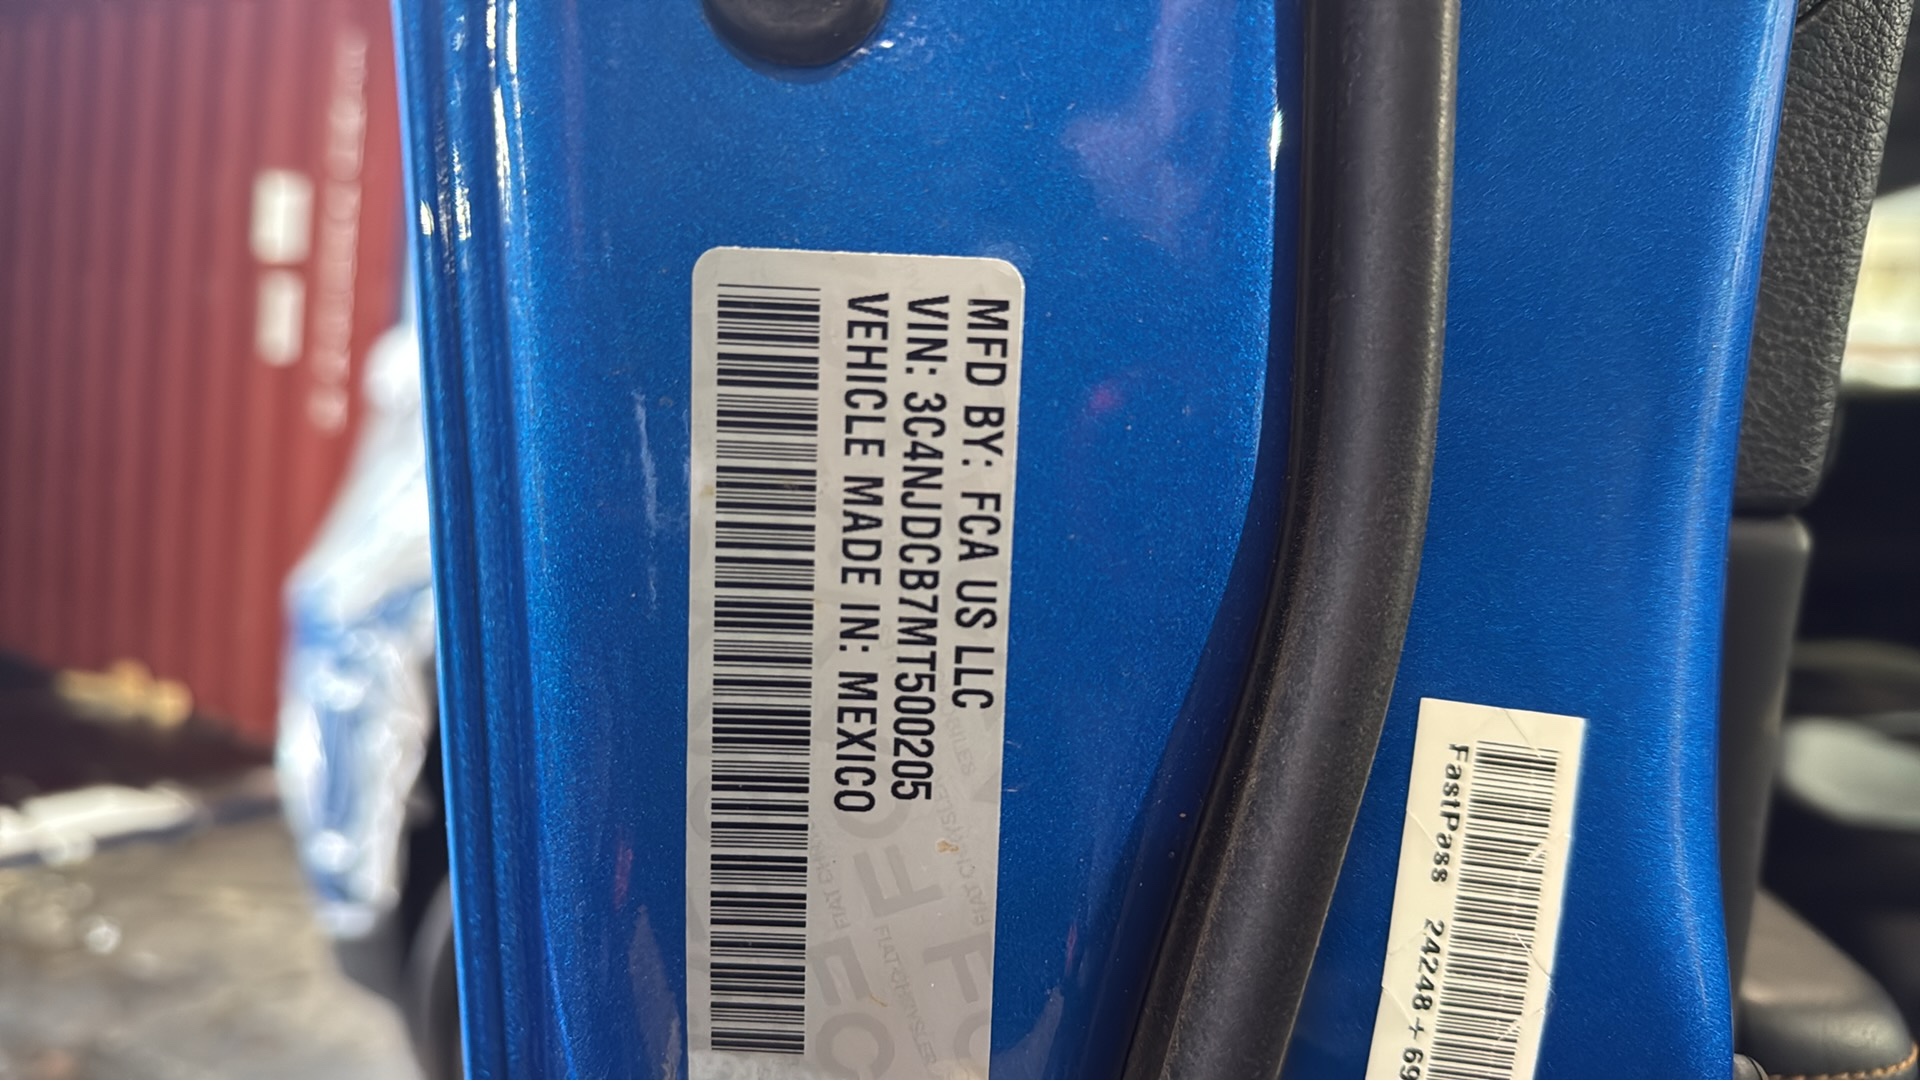 MFD BY: FCA US LLC
VIN: 3C4NJDCB7MT500205
VEHICLE MADE IN: MEXICO
FastPass 24248+69